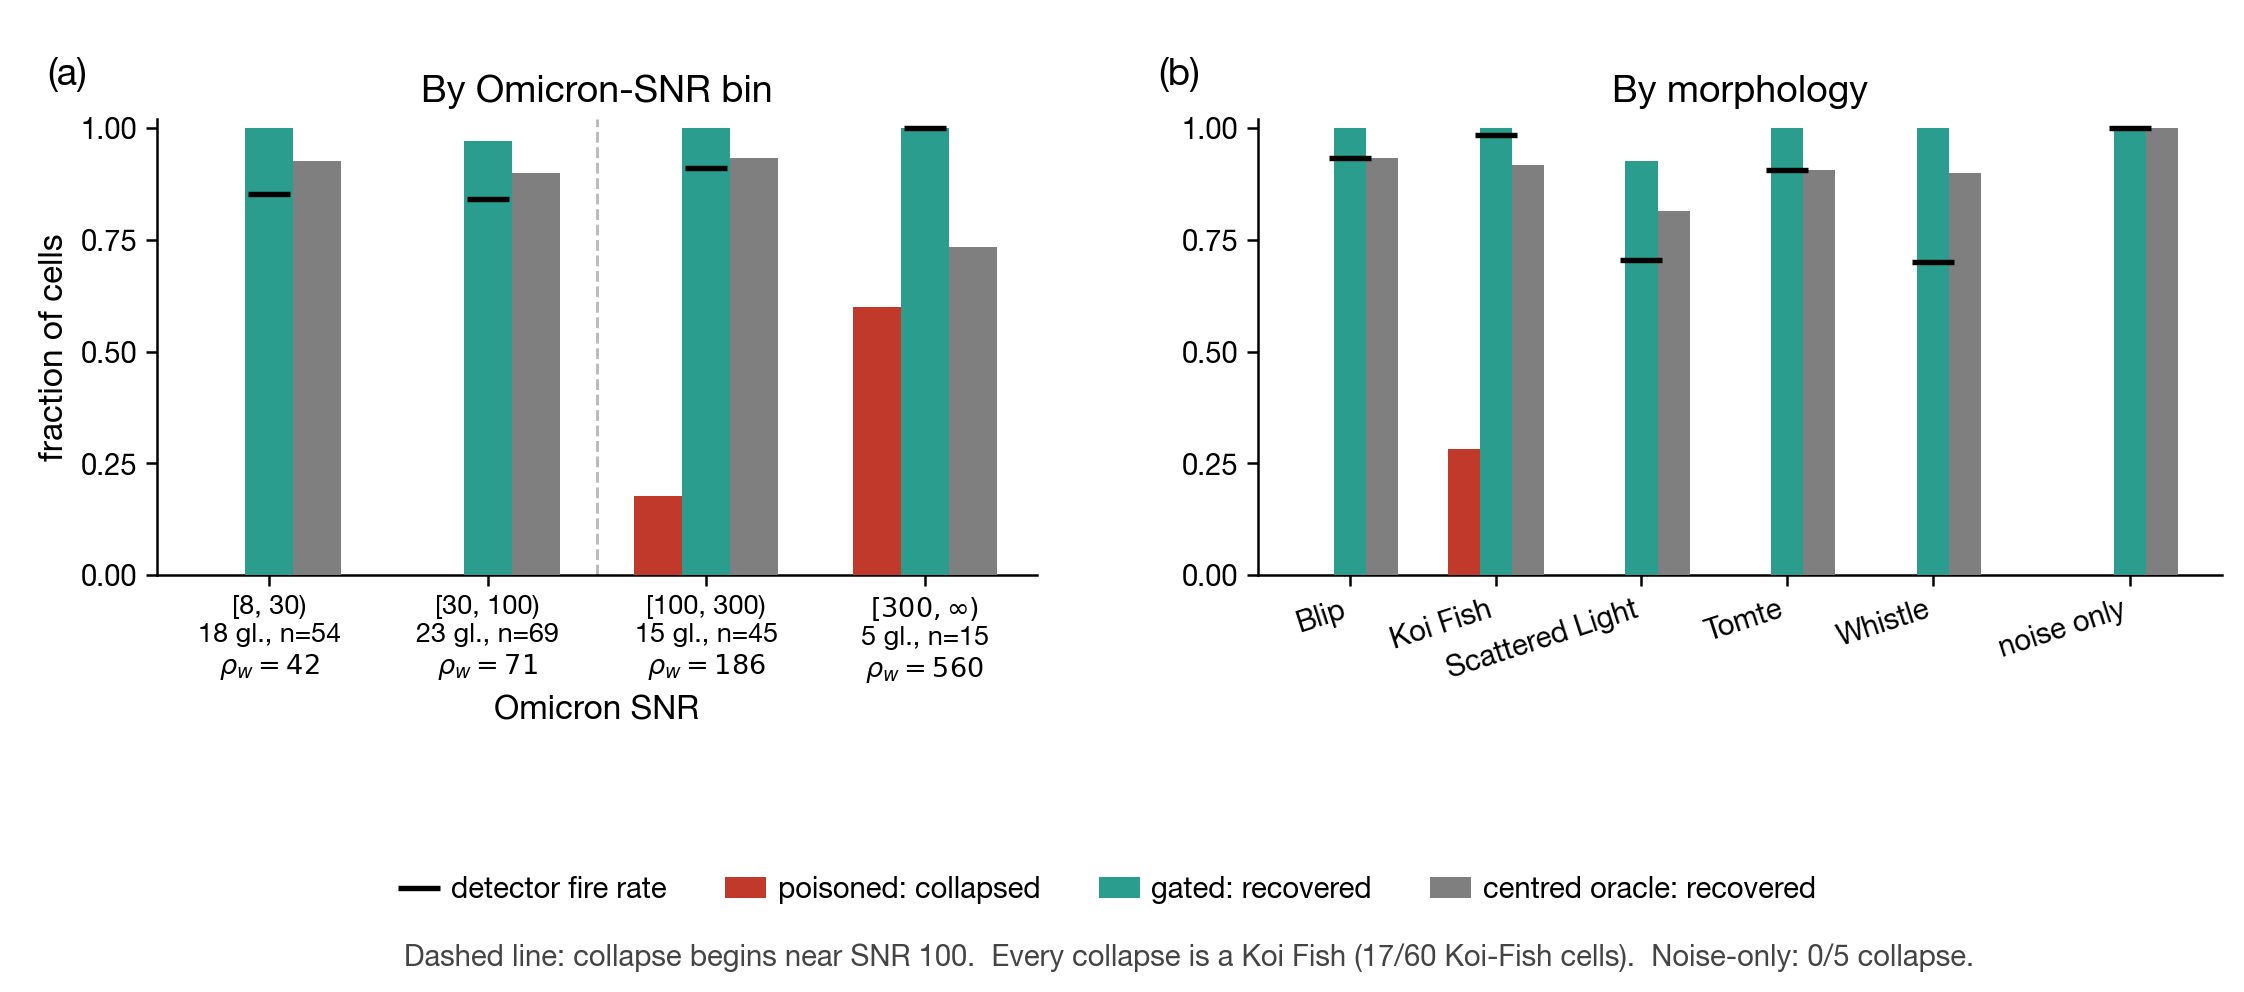 (a)
By Omicron-SNR bin
1.00
0.75
0.50
0.25
0.00
fraction of cells
[8, 30)
18 gl., n=54
ρw = 42
[30, 100)
23 gl., n=69
ρw = 71
[100, 300)
15 gl., n=45
ρw = 186
[300, ∞)
5 gl., n=15
ρw = 560
Omicron SNR
(b)
By morphology
1.00
0.75
0.50
0.25
0.00
Blip
Koi Fish
Scattered Light
Tomte
Whistle
noise only
detector fire rate
poisoned: collapsed
gated: recovered
centred oracle: recovered
Dashed line: collapse begins near SNR 100.  Every collapse is a Koi Fish (17/60 Koi-Fish cells).  Noise-only: 0/5 collapse.